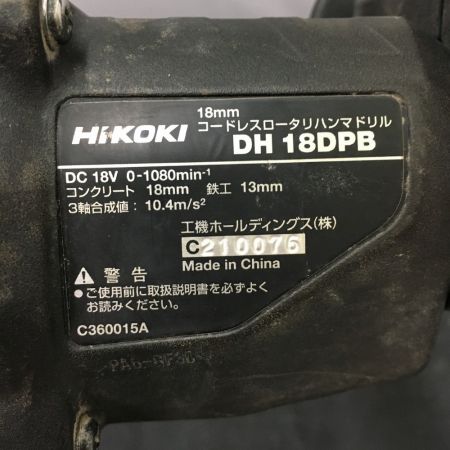 HiKOKI
18mm
コードレスロータリハンマドリル
DH 18DPB
DC 18V 0-1080min-1
コンクリート 18mm 鉄工 13mm
3軸合成値：10.4m/s2
工機ホールディングス(株)
C210076
Made in China
警告
●ご使用前に取扱説明書を必ずよく
お読みください。
C360015A